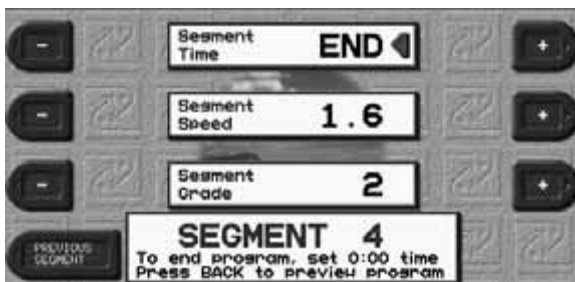 - Segment Time END +
- Segment Speed 1.6 +
- Segment Grade 2 +
PREVIOUS SEGMENT
SEGMENT 4
To end program, set 0:00 time
Press BACK to preview program